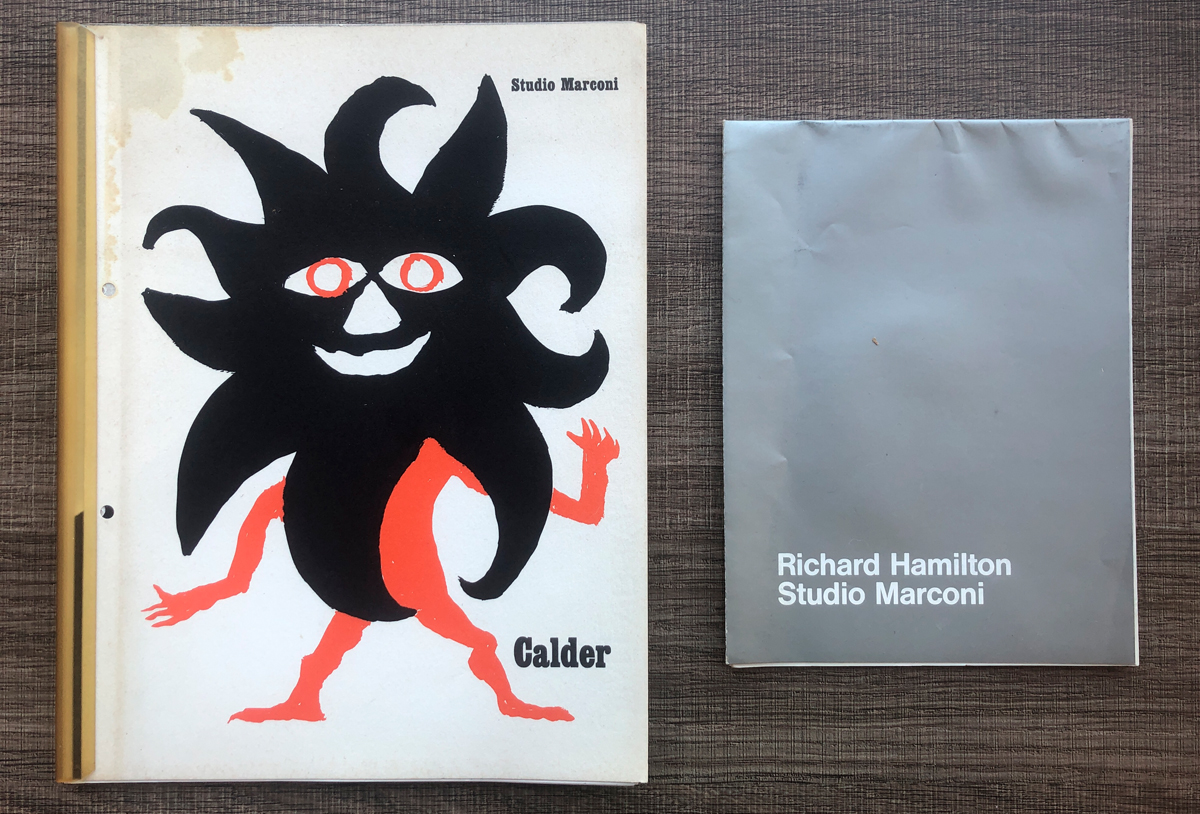 Studio Marconi
Calder
Richard Hamilton
Studio Marconi